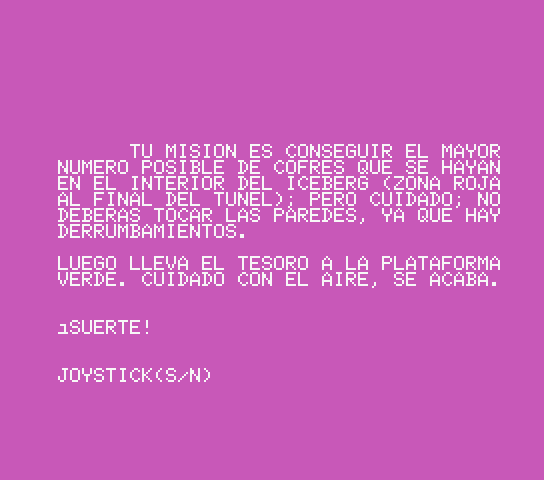 TU MISION ES CONSEGUIR EL MAYOR
NUMERO POSIBLE DE COFRES QUE SE HAYAN
EN EL INTERIOR DEL ICEBERG (ZONA ROJA
AL FINAL DEL TUNEL); PERO CUIDADO; NO
DEBERAS TOCAR LAS PAREDES, YA QUE HAY
DERRUMBAMIENTOS.
LUEGO LLEVA EL TESORO A LA PLATAFORMA
VERDE. CUIDADO CON EL AIRE, SE ACABA.
ıSUERTE!
JOYSTICK(S/N)